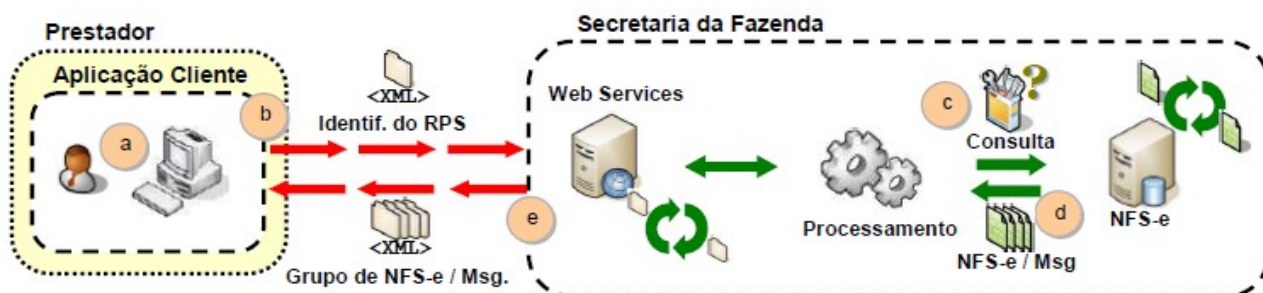 Prestador
Aplicação Cliente
a
b
<XML>
Identif. do RPS
<XML>
Grupo de NFS-e / Msg.
Secretaria da Fazenda
Web Services
e
Processamento
c
?
Consulta
d
NFS-e / Msg
NFS-e